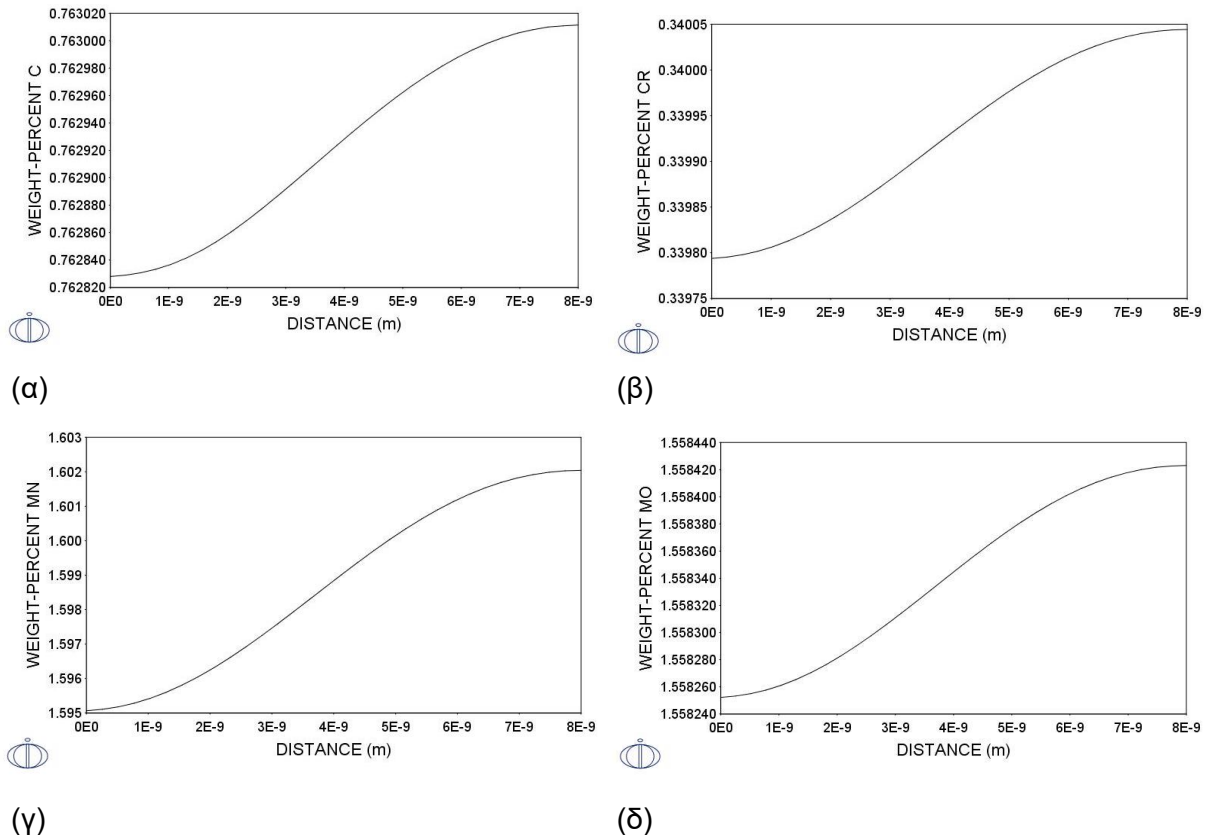 0.763020
0.763000
0.762980
0.762960
0.762940
0.762920
0.762900
0.762880
0.762860
0.762840
0.762820
WEIGHT-PERCENT C
0E0 1E-9 2E-9 3E-9 4E-9 5E-9 6E-9 7E-9 8E-9
DISTANCE (m)
(α)
0.34005
0.34000
0.33995
0.33990
0.33985
0.33980
0.33975
WEIGHT-PERCENT CR
0E0 1E-9 2E-9 3E-9 4E-9 5E-9 6E-9 7E-9 8E-9
DISTANCE (m)
(β)
1.603
1.602
1.601
1.600
1.599
1.598
1.597
1.596
1.595
WEIGHT-PERCENT MN
0E0 1E-9 2E-9 3E-9 4E-9 5E-9 6E-9 7E-9 8E-9
DISTANCE (m)
(γ)
1.558440
1.558420
1.558400
1.558380
1.558360
1.558340
1.558320
1.558300
1.558280
1.558260
1.558240
WEIGHT-PERCENT MO
0E0 1E-9 2E-9 3E-9 4E-9 5E-9 6E-9 7E-9 8E-9
DISTANCE (m)
(δ)